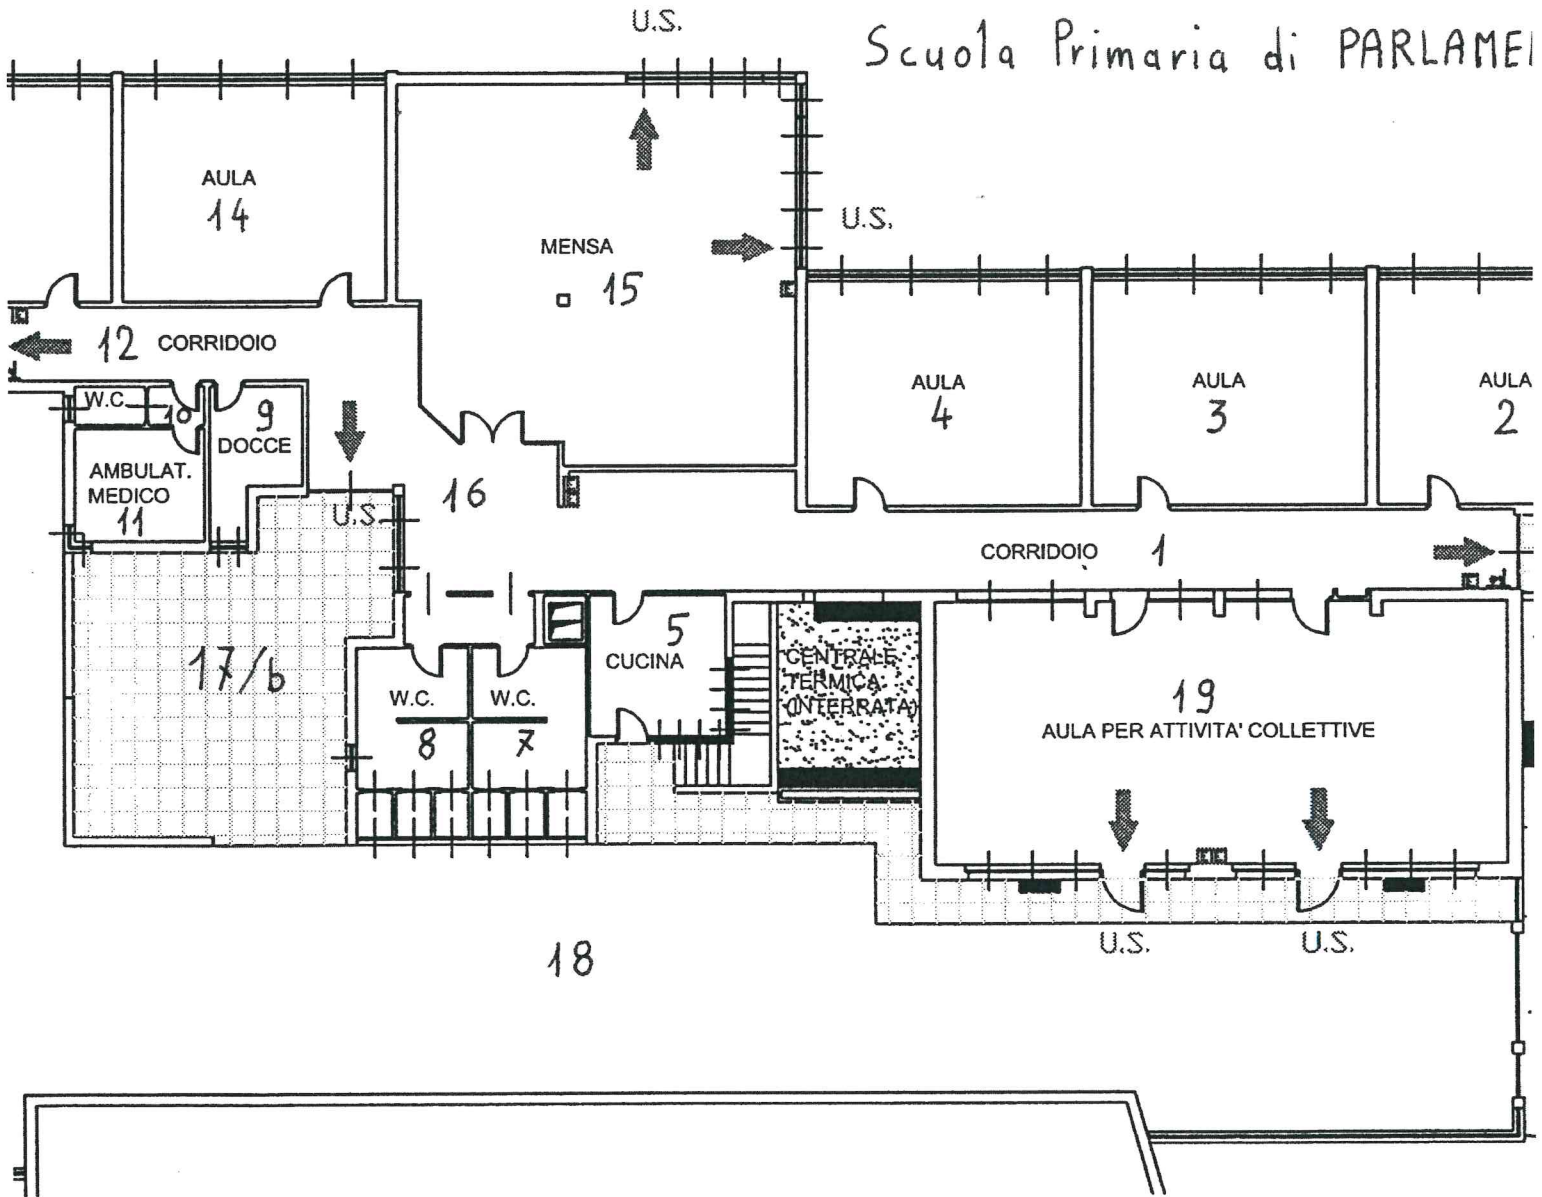 U.S.
Scuola Primaria di PARLAME
AULA
14
MENSA
15
U.S.
12 CORRIDOIO
AULA
4
AULA
3
AULA
2
W.C.
10
9
DOCCE
AMBULAT.
MEDICO
11
16
U.S.
CORRIDOIO 1
17/b
5
CUCINA
W.C.
8
W.C.
7
CENTRALE
TERMICA
(INTERRATA)
19
AULA PER ATTIVITA' COLLETTIVE
U.S.
U.S.
18